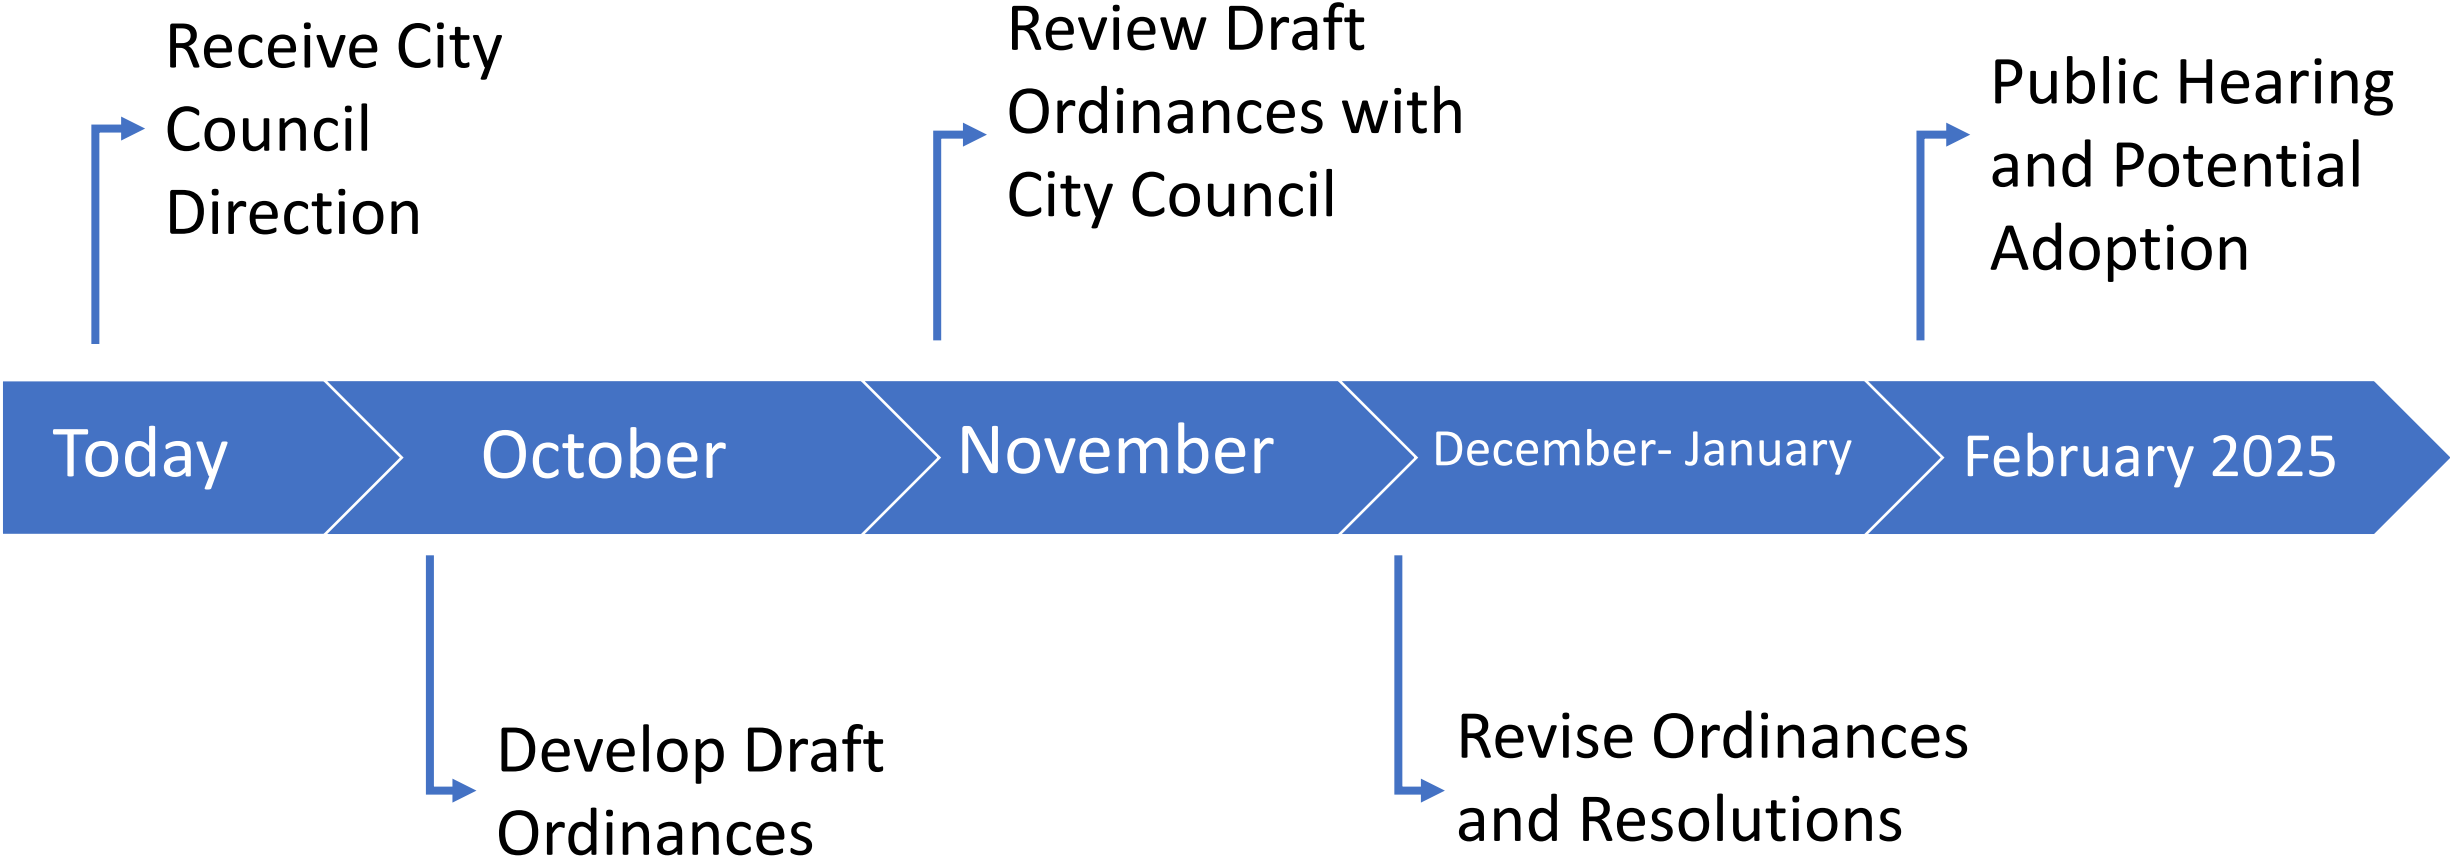 Receive City
Council
Direction
Review Draft
Ordinances with
City Council
Public Hearing
and Potential
Adoption
Today
October
November
December- January
February 2025
Develop Draft
Ordinances
Revise Ordinances
and Resolutions